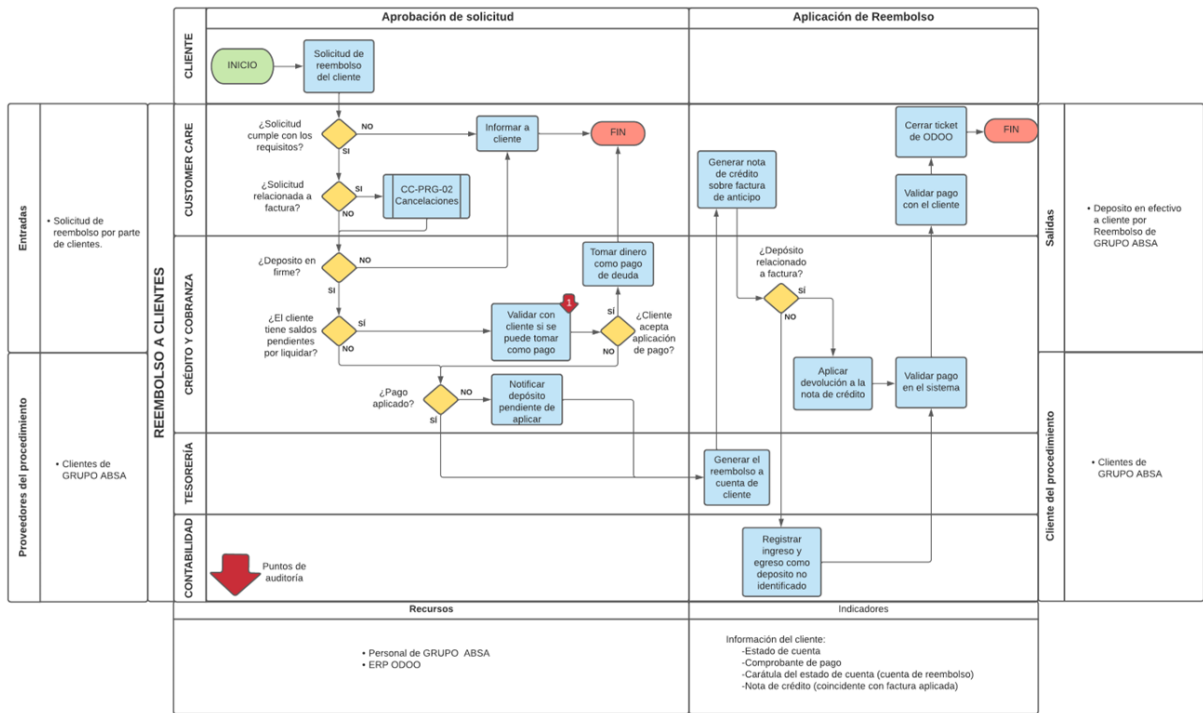 Aprobación de solicitud
Aplicación de Reembolso
CLIENTE
INICIO
Solicitud de
reembolso
del cliente
Entradas
• Solicitud de
reembolso por parte
de clientes.
Proveedores del procedimiento
• Clientes de
GRUPO ABSA
REEMBOLSO A CLIENTES
CUSTOMER CARE
¿Solicitud
cumple con los
requisitos?
NO
SI
Informar a
cliente
FIN
¿Solicitud
relacionada a
factura?
SI
NO
CC-PRG-02
Cancelaciones
Generar nota
de crédito
sobre factura
de anticipo
Cerrar ticket
de ODOO
FIN
Validar pago
con el cliente
CRÉDITO Y COBRANZA
¿Deposito en
firme?
NO
SI
Tomar dinero
como pago
de deuda
¿El cliente
tiene saldos
pendientes
por liquidar?
SÍ
NO
1
Validar con
cliente si se
puede tomar
como pago
SÍ
NO
¿Cliente
acepta
aplicación
de pago?
¿Pago
aplicado?
NO
SÍ
Notificar
depósito
pendiente de
aplicar
¿Depósito
relacionado
a factura?
SÍ
NO
Aplicar
devolución a la
nota de crédito
Validar pago
en el sistema
TESORERÍA
Generar el
reembolso a
cuenta de
cliente
CONTABILIDAD
Puntos de
auditoría
Registrar
ingreso y
egreso como
deposito no
identificado
Salidas
• Deposito en efectivo
a cliente por
Reembolso de
GRUPO ABSA
Cliente del procedimiento
• Clientes de
GRUPO ABSA
Recursos
• Personal de GRUPO ABSA
• ERP ODOO
Indicadores
Información del cliente:
-Estado de cuenta
-Comprobante de pago
-Carátula del estado de cuenta (cuenta de reembolso)
-Nota de crédito (coincidente con factura aplicada)